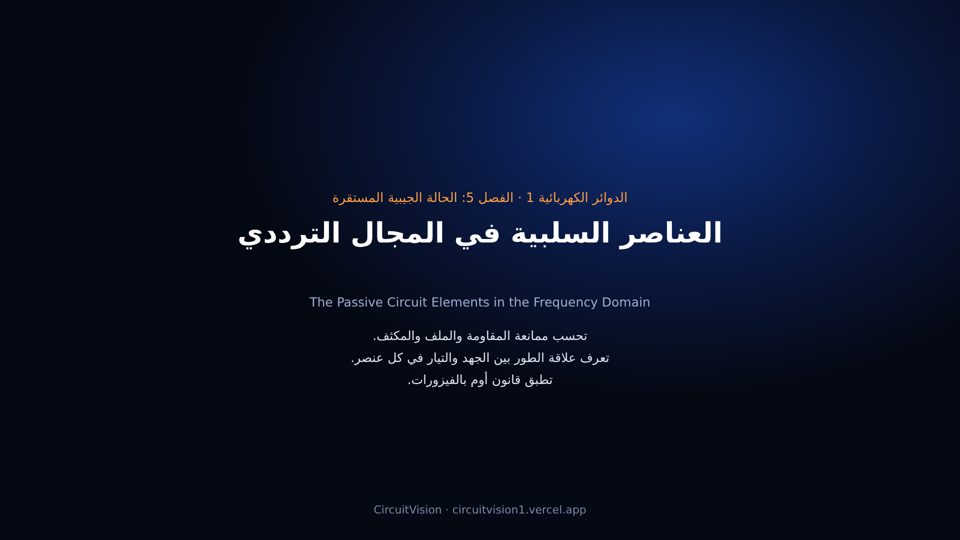 الدوائر الكهربائية 1 · الفصل 5: الحالة الجيبية المستقرة
العناصر السلبية في المجال الترددي
The Passive Circuit Elements in the Frequency Domain
تحسب ممانعة المقاومة والملف والمكثف.
تعرف علاقة الطور بين الجهد والتيار في كل عنصر.
تطبق قانون أوم بالفيزورات.
CircuitVision · circuitvision1.vercel.app